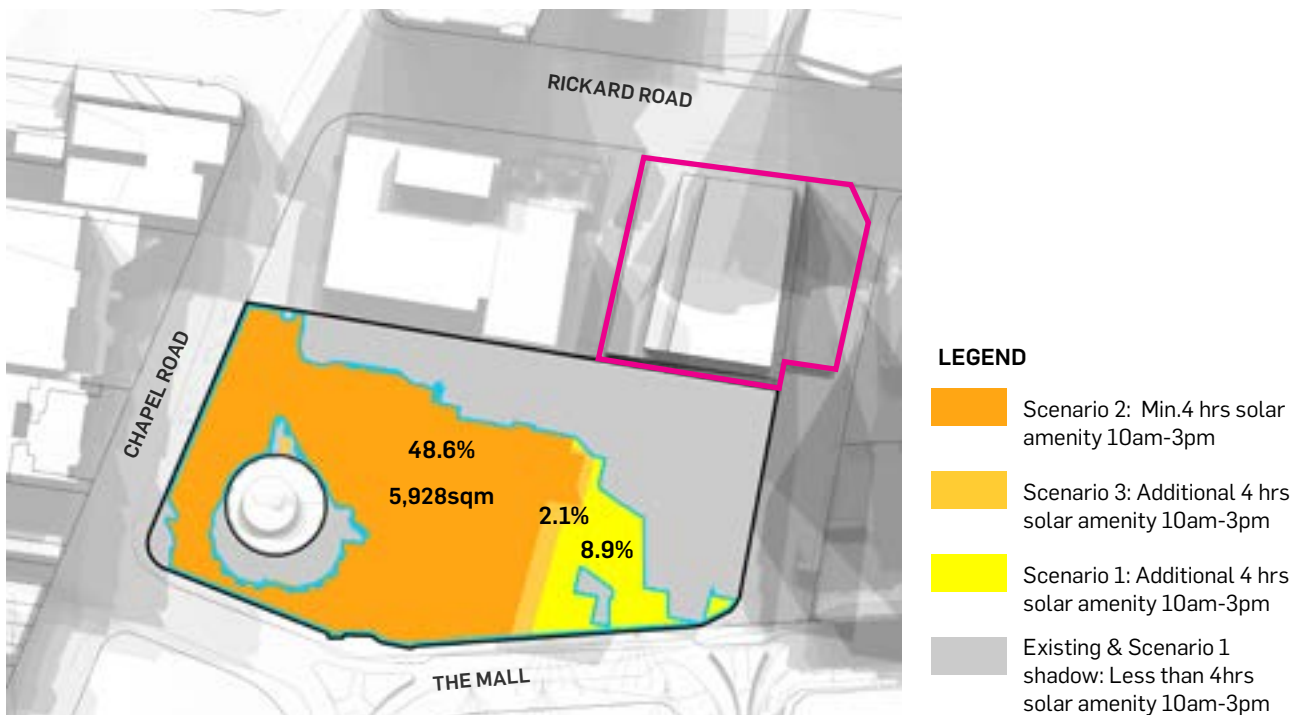 RICKARD ROAD
CHAPEL ROAD
48.6%
5,928sqm
2.1%
8.9%
THE MALL
LEGEND
Scenario 2: Min.4 hrs solar
amenity 10am-3pm
Scenario 3: Additional 4 hrs
solar amenity 10am-3pm
Scenario 1: Additional 4 hrs
solar amenity 10am-3pm
Existing & Scenario 1
shadow: Less than 4hrs
solar amenity 10am-3pm